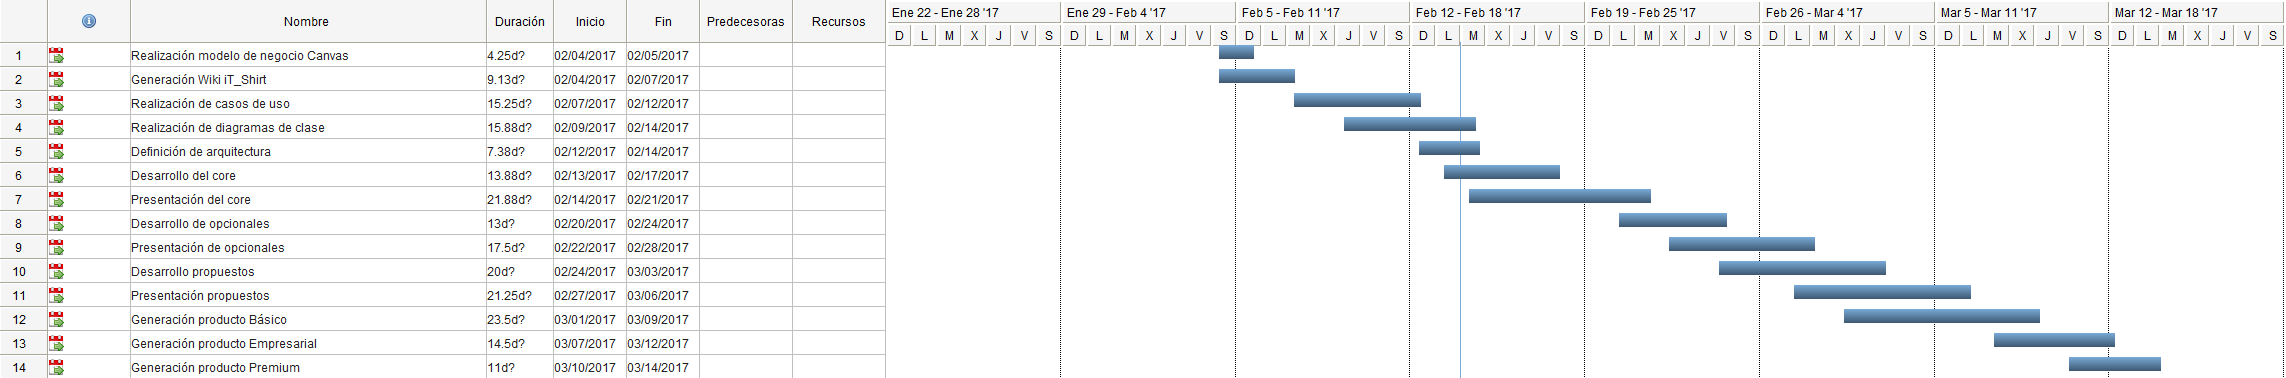 Nombre Duración Inicio Fin Predecesoras Recursos Ene 22 - Ene 28 '17 Ene 29 - Feb 4 '17 Feb 5 - Feb 11 '17 Feb 12 - Feb 18 '17 Feb 19 - Feb 25 '17 Feb 26 - Mar 4 '17 Mar 5 - Mar 11 '17 Mar 12 - Mar 18 '17
D L M X J V S D L M X J V S D L M X J V S D L M X J V S D L M X J V S D L M X J V S D L M X J V S D L M X J V S
1 Realización modelo de negocio Canvas 4.25d? 02/04/2017 02/05/2017
2 Generación Wiki iT_Shirt 9.13d? 02/04/2017 02/07/2017
3 Realización de casos de uso 15.25d? 02/07/2017 02/12/2017
4 Realización de diagramas de clase 15.88d? 02/09/2017 02/14/2017
5 Definición de arquitectura 7.38d? 02/12/2017 02/14/2017
6 Desarrollo del core 13.88d? 02/13/2017 02/17/2017
7 Presentación del core 21.88d? 02/14/2017 02/21/2017
8 Desarrollo de opcionales 13d? 02/20/2017 02/24/2017
9 Presentación de opcionales 17.5d? 02/22/2017 02/28/2017
10 Desarrollo propuestos 20d? 02/24/2017 03/03/2017
11 Presentación propuestos 21.25d? 02/27/2017 03/06/2017
12 Generación producto Básico 23.5d? 03/01/2017 03/09/2017
13 Generación producto Empresarial 14.5d? 03/07/2017 03/12/2017
14 Generación producto Premium 11d? 03/10/2017 03/14/2017